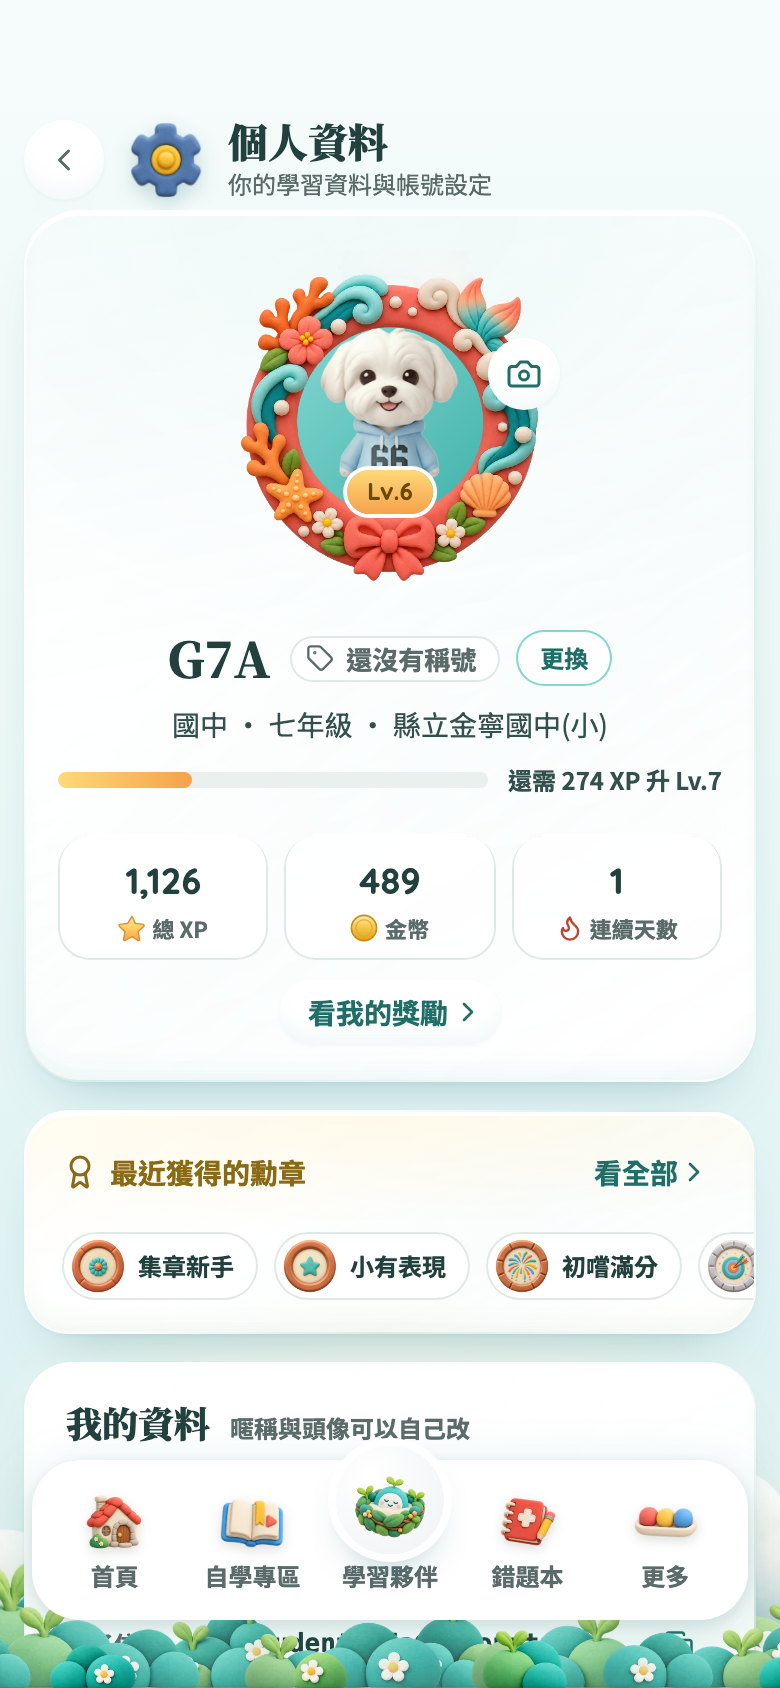 個人資料
你的學習資料與帳號設定
66
Lv.6
G7A 還沒有稱號 更換
國中 · 七年級 · 縣立金寧國中(小)
還需 274 XP 升 Lv.7
1,126 489 1
總 XP 金幣 連續天數
看我的獎勵
最近獲得的勳章 看全部
集章新手 小有表現 初嚐滿分
我的資料 暱稱與頭像可以自己改
首頁 自學專區 學習夥伴 錯題本 更多